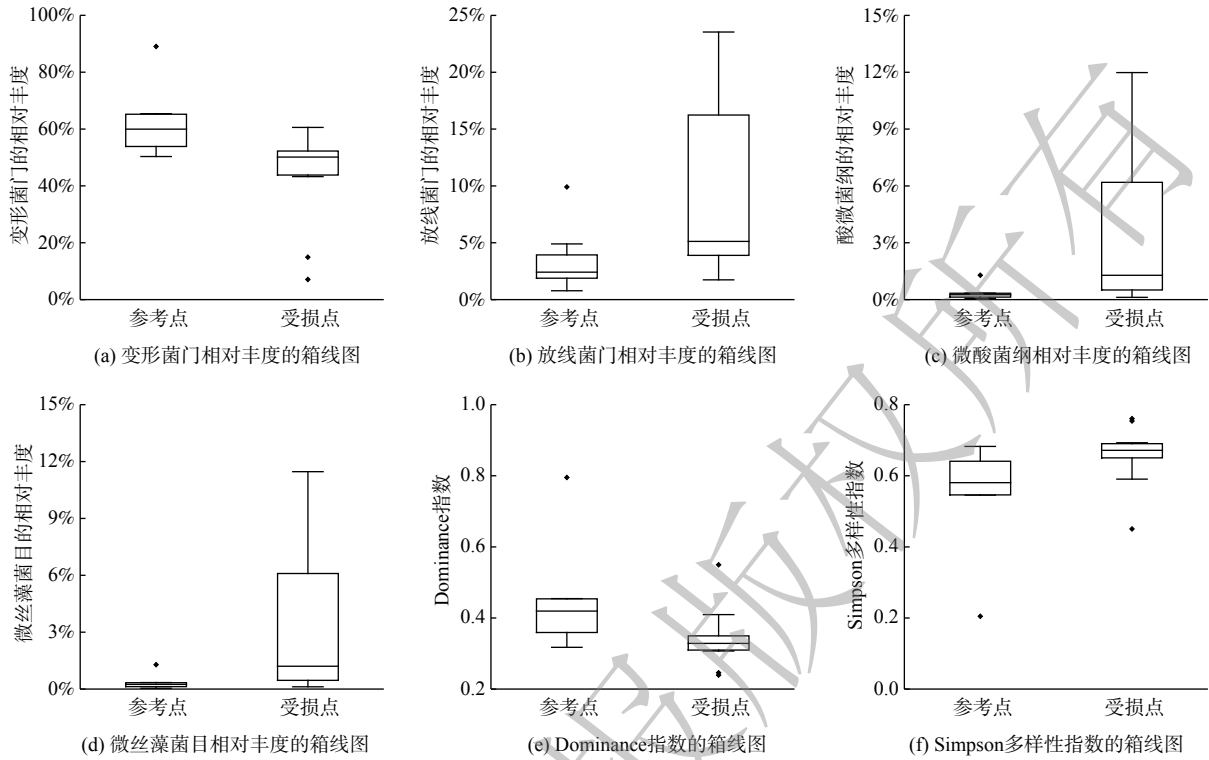 100%
80%
60%
40%
20%
0%
变形菌门的相对丰度
参考点
受损点
(a) 变形菌门相对丰度的箱线图
25%
20%
15%
10%
5%
0%
放线菌门的相对丰度
参考点
受损点
(b) 放线菌门相对丰度的箱线图
15%
12%
9%
6%
3%
0%
酸微菌纲的相对丰度
参考点
受损点
(c) 微酸菌纲相对丰度的箱线图
15%
12%
9%
6%
3%
0%
微丝藻菌目的相对丰度
参考点
受损点
(d) 微丝藻菌目相对丰度的箱线图
1.0
0.8
0.6
0.4
0.2
Dominance指数
参考点
受损点
(e) Dominance指数的箱线图
0.8
0.6
0.4
0.2
0.0
Simpson多样性指数
参考点
受损点
(f) Simpson多样性指数的箱线图
报版权所有